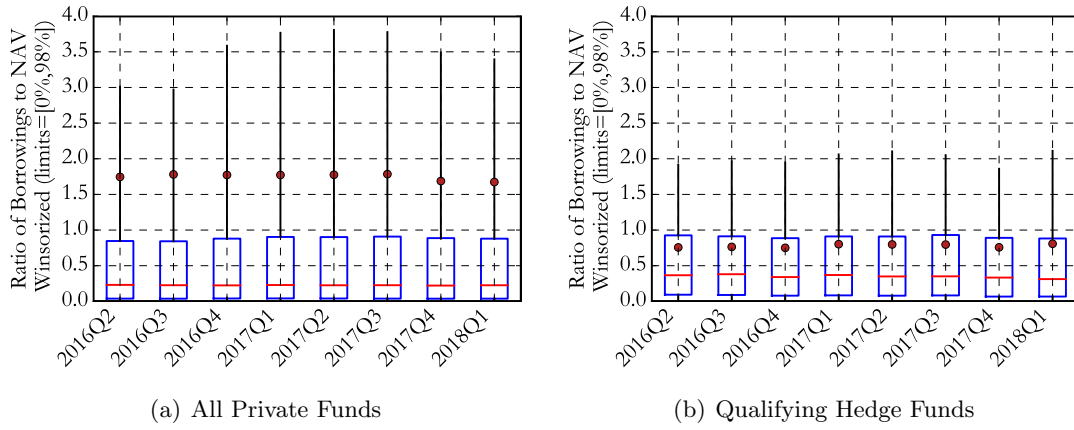 Ratio of Borrowings to NAV
Winsorized (limits=[0%,98%]
4.0
3.5
3.0
2.5
2.0
1.5
1.0
0.5
0.0
2016Q2
2016Q3
2016Q4
2017Q1
2017Q2
2017Q3
2017Q4
2018Q1
(a) All Private Funds
Ratio of Borrowings to NAV
Winsorized (limits=[0%,98%]
4.0
3.5
3.0
2.5
2.0
1.5
1.0
0.5
0.0
2016Q2
2016Q3
2016Q4
2017Q1
2017Q2
2017Q3
2017Q4
2018Q1
(b) Qualifying Hedge Funds